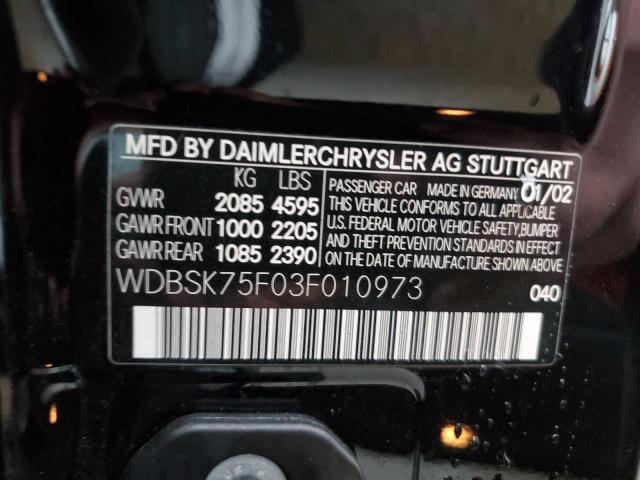 MFD BY DAIMLERCHRYSLER AG STUTTGART
KG LBS
GVWR 2085 4595
GAWR FRONT 1000 2205
GAWR REAR 1085 2390
PASSENGER CAR MADE IN GERMANY 01/02
THIS VEHICLE CONFORMS TO ALL APPLICABLE
U.S. FEDERAL MOTOR VEHICLE SAFETY,BUMPER
AND THEFT PREVENTION STANDARDS IN EFFECT
ON THE DATE OF MANUFACTURE SHOWN ABOVE.
WDBSK75F03F010973
040